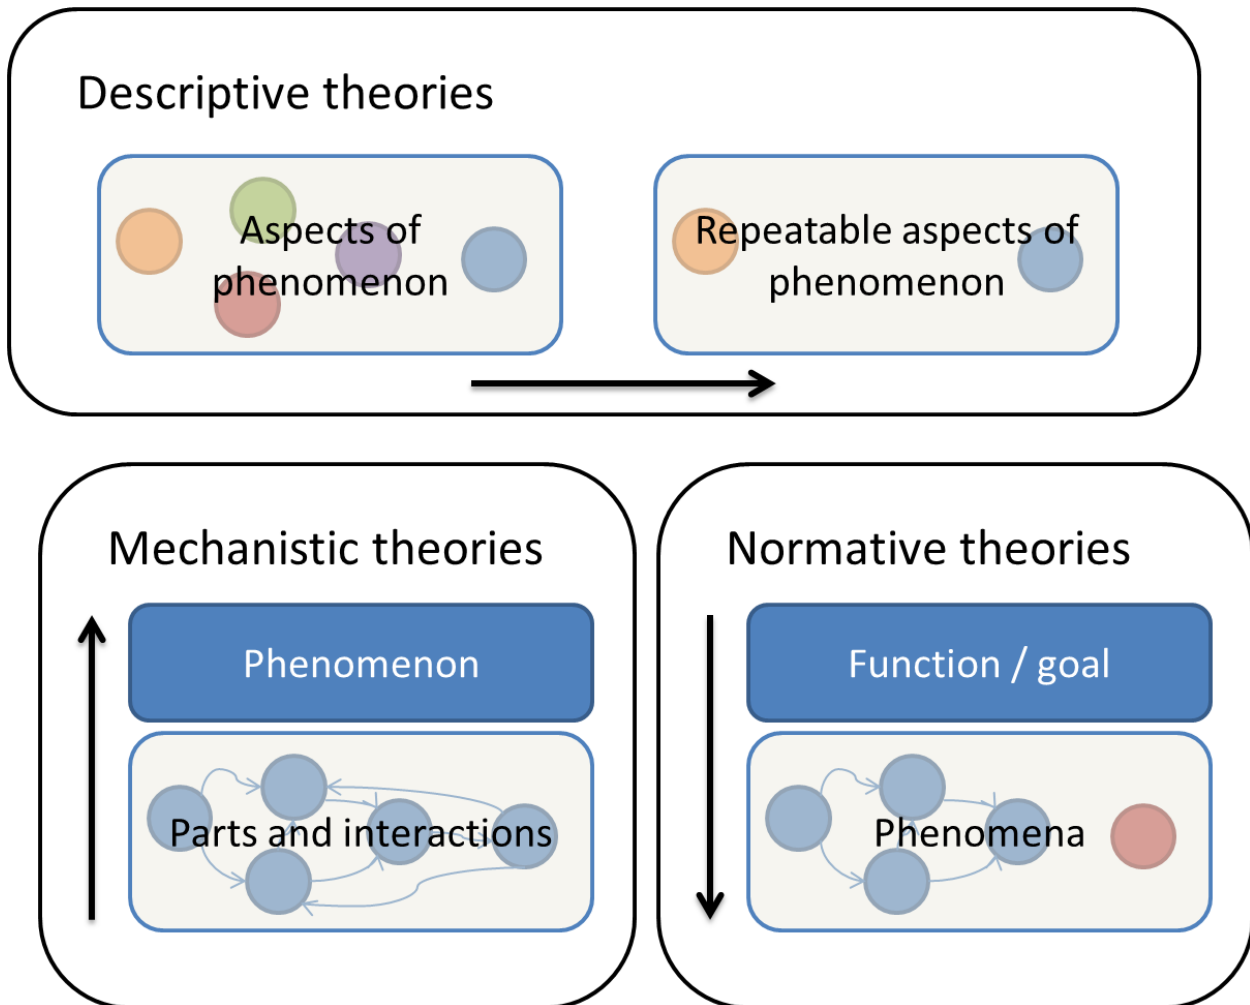 Descriptive theories
Aspects of
phenomenon
Repeatable aspects of
phenomenon
Mechanistic theories
Phenomenon
Parts and interactions
Normative theories
Function / goal
Phenomena